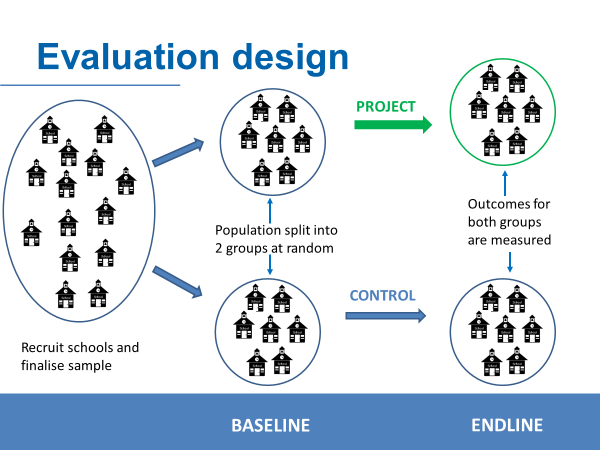 Evaluation design
PROJECT
Population split into
2 groups at random
Outcomes for
both groups
are measured
CONTROL
Recruit schools and
finalise sample
BASELINE
ENDLINE